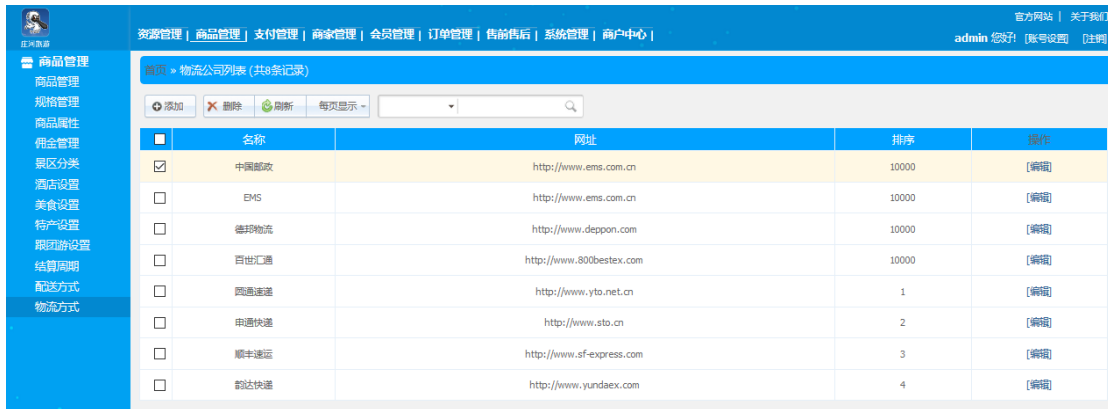 官方网站 | 关于我们
庄河旅游
资源管理 | 商品管理 | 支付管理 | 商家管理 | 会员管理 | 订单管理 | 售前售后 | 系统管理 | 商户中心 |
admin 您好! [账号设置] [注销]
商品管理
商品管理
规格管理
商品属性
佣金管理
景区分类
酒店设置
美食设置
特产设置
跟团游设置
结算周期
配送方式
物流方式
首页 » 物流公司列表 (共8条记录)
添加 删除 刷新 每页显示
名称 网址 排序 操作
中国邮政 http://www.ems.com.cn 10000 [编辑]
EMS http://www.ems.com.cn 10000 [编辑]
德邦物流 http://www.deppon.com 10000 [编辑]
百世汇通 http://www.800bestex.com 10000 [编辑]
圆通速递 http://www.yto.net.cn 1 [编辑]
申通快递 http://www.sto.cn 2 [编辑]
顺丰速运 http://www.sf-express.com 3 [编辑]
韵达快递 http://www.yundaex.com 4 [编辑]